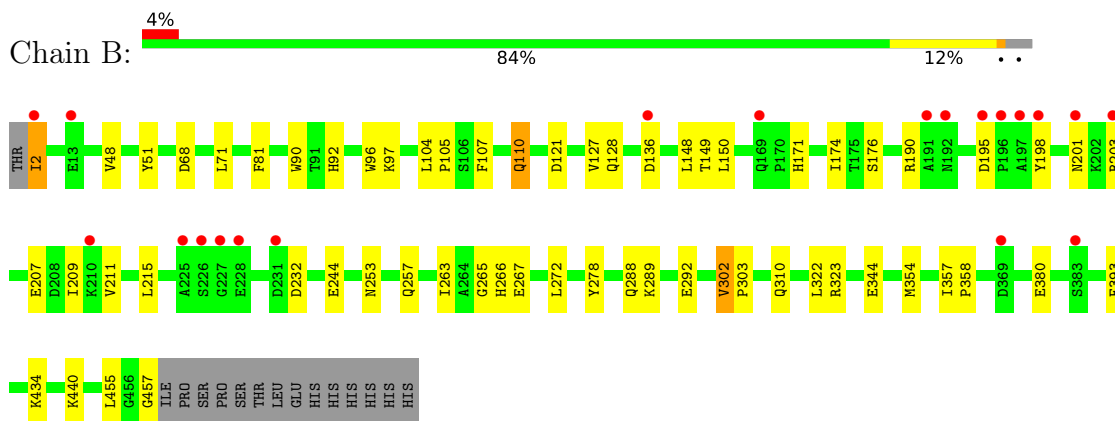 4%
Chain B:
84% 12% • •
THR I2 E13 V48 Y51 D68 L71 F81 W90 T91 H92 W96 K97 L104 P105 S106 F107 Q110 D121 V127 Q128 D136 L148 T149 L150 Q169 P170 H171 I174 T175 S176 R190 A191 N192 D195 P196 A197 Y198 N201 K202
E207 D208 I209 K210 V211 L215 A225 S226 G227 E228 D231 D232 E244 N253 Q257 I263 A264 G265 H266 E267 L272 Y278 Q288 K289 E292 V302 P303 Q310 L322 R323 E344 M354 I357 P358 D369 E380 S383
K434 K440 L455 G456 G457 ILE PRO SER PRO SER THR LEU GLU HIS HIS HIS HIS HIS HIS